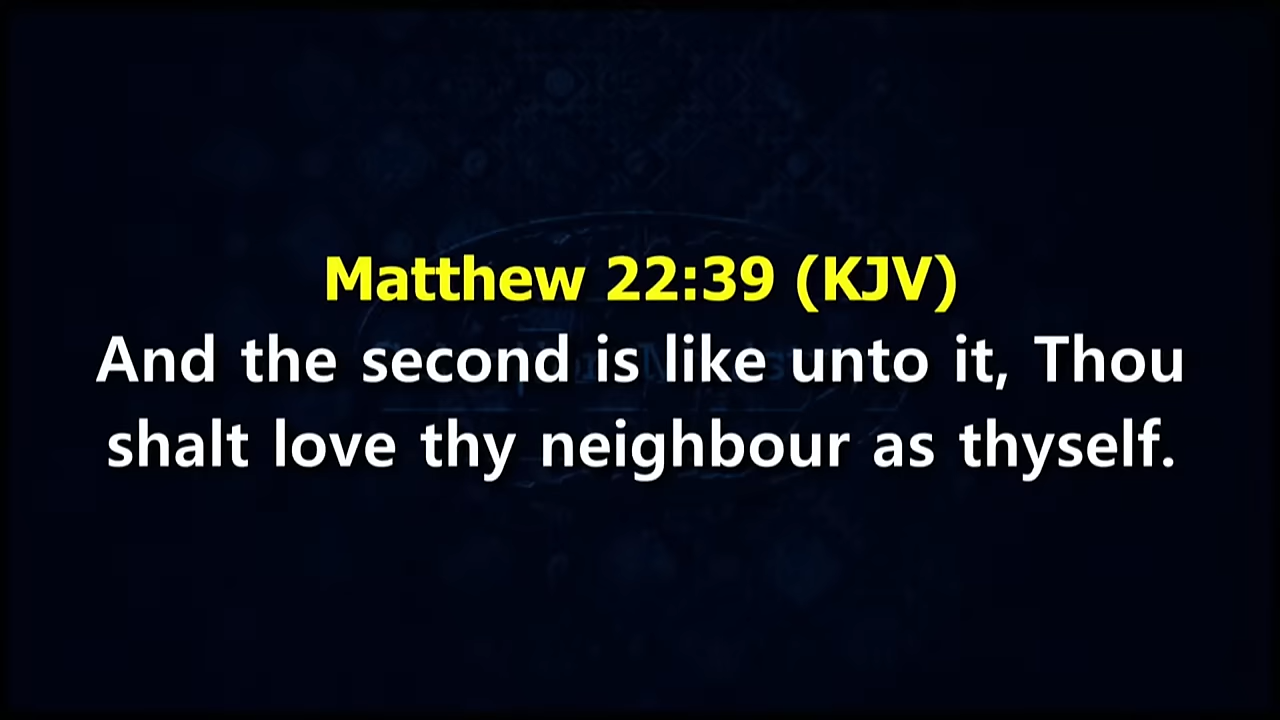 Matthew 22:39 (KJV)
And the second is like unto it, Thou
shalt love thy neighbour as thyself.